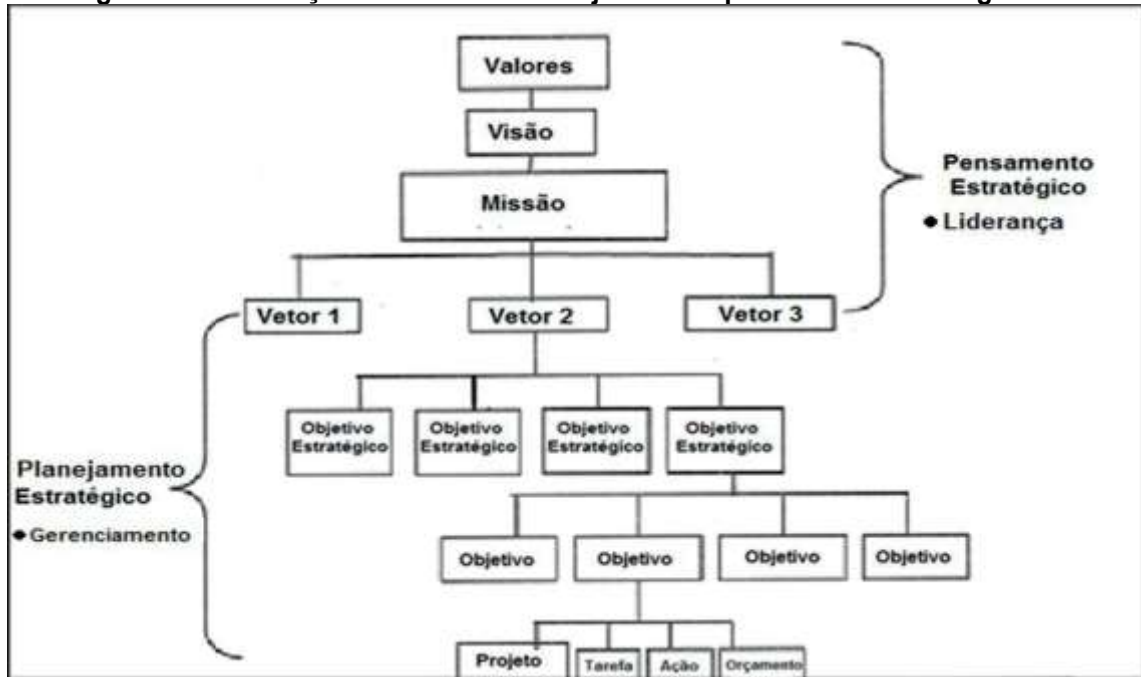 Valores
Visão
Missão
Pensamento
Estratégico
● Liderança
Vetor 1
Vetor 2
Vetor 3
Objetivo
Estratégico
Objetivo
Estratégico
Objetivo
Estratégico
Objetivo
Estratégico
Planejamento
Estratégico
● Gerenciamento
Objetivo
Objetivo
Objetivo
Objetivo
Projeto
Tarefa
Ação
Orçamento